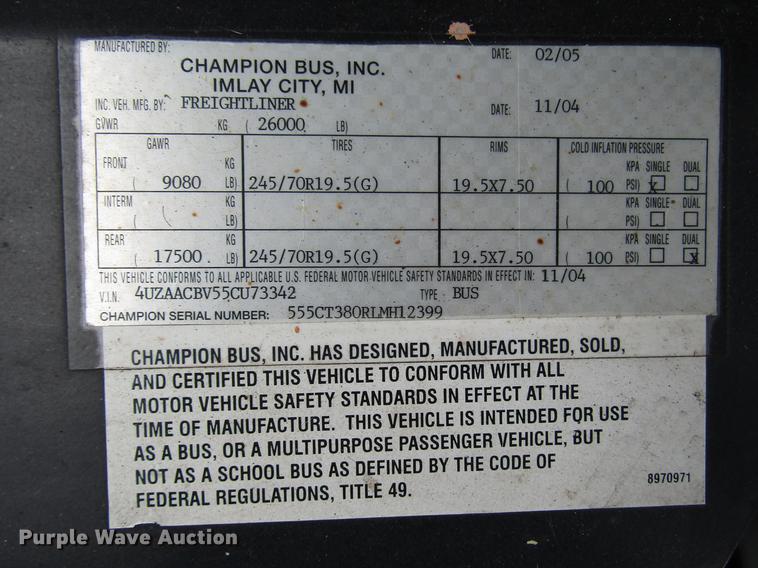 MANUFACTURED BY: DATE: 02/05
CHAMPION BUS, INC.
IMLAY CITY, MI
INC. VEH. MFG. BY: FREIGHTLINER DATE: 11/04
GVWR KG ( 26000 LB)
GAWR TIRES RIMS COLD INFLATION PRESSURE
FRONT KG KPA SINGLE DUAL
( 9080 LB) 245/70R19.5(G) 19.5X7.50 ( 100 PSI) X
INTERM KG KPA SINGLE DUAL
( LB) ( PSI)
REAR KG KPA SINGLE DUAL
( 17500 LB) 245/70R19.5(G) 19.5X7.50 ( 100 PSI) X
THIS VEHICLE CONFORMS TO ALL APPLICABLE U.S. FEDERAL MOTOR VEHICLE SAFETY STANDARDS IN EFFECT IN: 11/04
V.I.N. 4UZAACBV55CU73342 TYPE: BUS
CHAMPION SERIAL NUMBER: 555CT380RLMH12399
CHAMPION BUS, INC. HAS DESIGNED, MANUFACTURED, SOLD,
AND CERTIFIED THIS VEHICLE TO CONFORM WITH ALL
MOTOR VEHICLE SAFETY STANDARDS IN EFFECT AT THE
TIME OF MANUFACTURE. THIS VEHICLE IS INTENDED FOR USE
AS A BUS, OR A MULTIPURPOSE PASSENGER VEHICLE, BUT
NOT AS A SCHOOL BUS AS DEFINED BY THE CODE OF
FEDERAL REGULATIONS, TITLE 49.
8970971
Purple Wave Auction